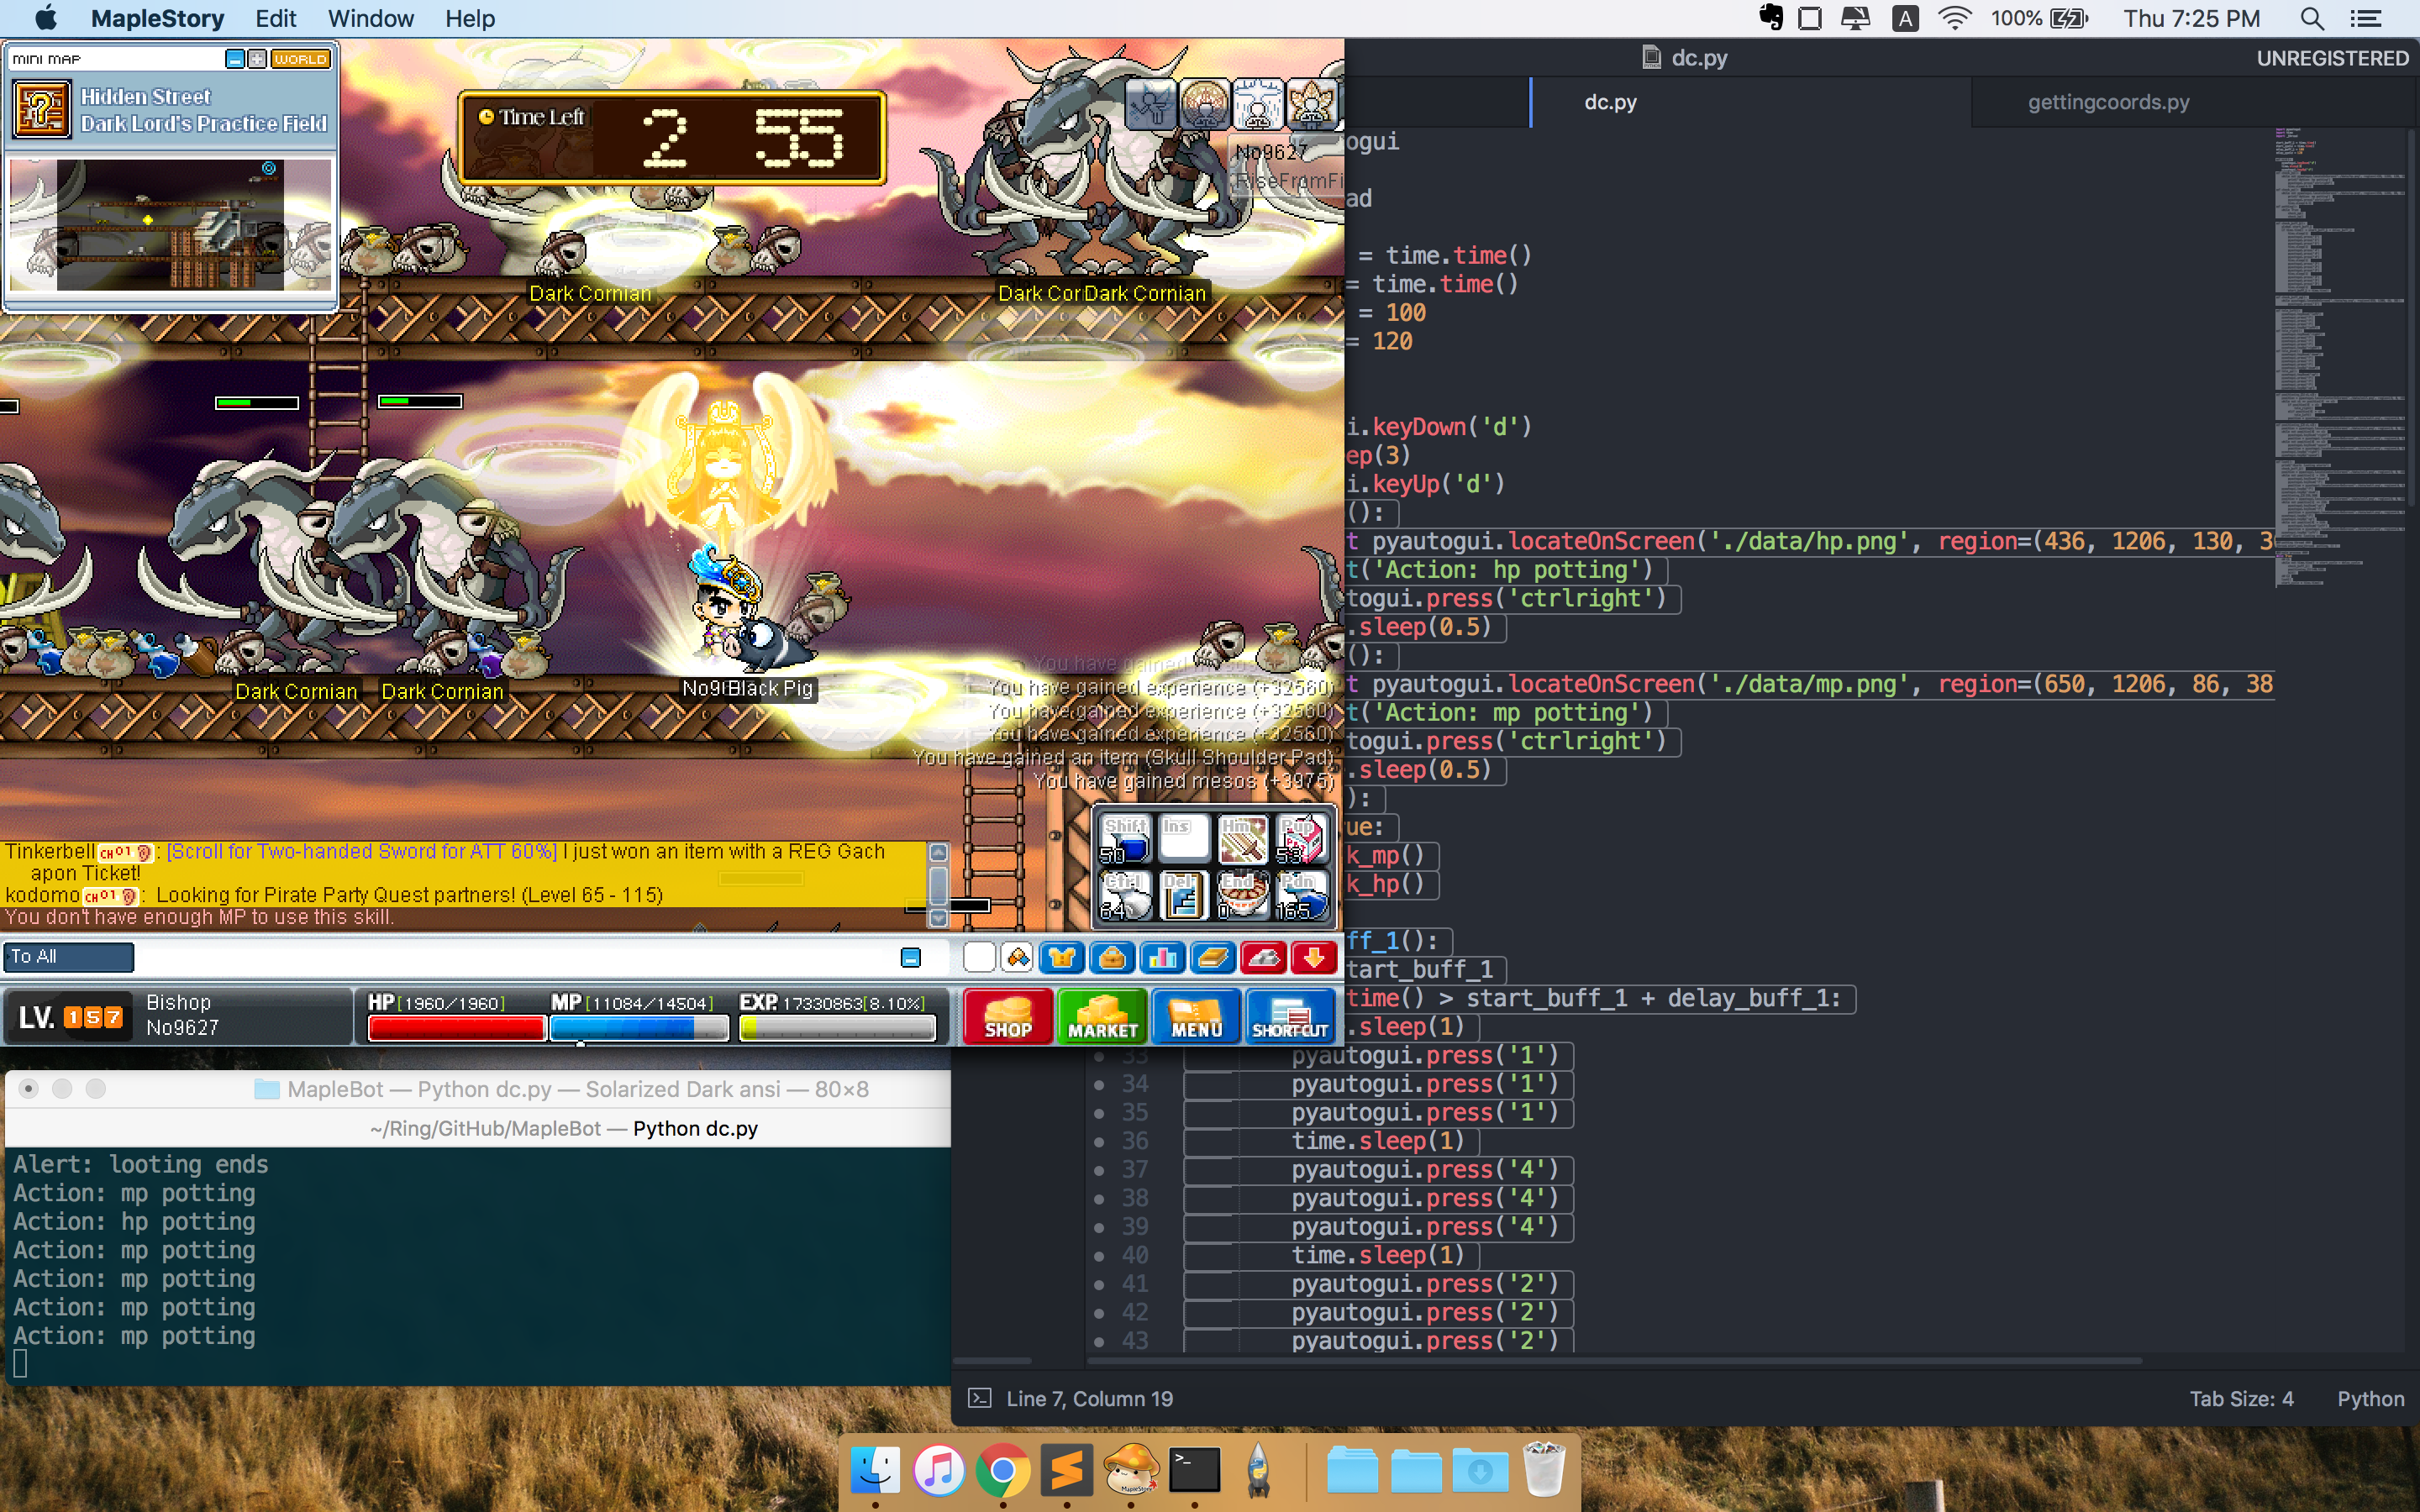 MapleStory Edit Window Help
A 100% Thu 7:25 PM
MINI MAP WORLD
Hidden Street
Dark Lord's Practice Field
Time Left 2 55
No9627
RiseFromFi
Dark Cornian
Dark Cor Dark Cornian
Dark Cornian Dark Cornian
No9 Black Pig
You have gained mesos
You have gained experience (+32560)
You have gained experience (+32560)
You have gained experience (+32560)
You have gained an item (Skull Shoulder Pad)
You have gained mesos (+3975)
Shift Ins Hm Pup
50 53
Ctrl Del End Pdn
64 0 165
Tinkerbell CH01 : [Scroll for Two-handed Sword for ATT 60%] I just won an item with a REG Gach
apon Ticket!
kodomo CH01 : Looking for Pirate Party Quest partners! (Level 65 - 115)
You don't have enough MP to use this skill.
To All
LV. 157
Bishop
No9627
HP[1960/1960] MP[11084/14504] EXP. 17330863[8.10%]
SHOP MARKET MENU SHORTCUT
MapleBot — Python dc.py — Solarized Dark ansi — 80×8
~/Ring/GitHub/MapleBot — Python dc.py
Alert: looting ends
Action: mp potting
Action: hp potting
Action: mp potting
Action: mp potting
Action: mp potting
Action: mp potting
dc.py UNREGISTERED
dc.py gettingcoords.py
ogui
ad
= time.time()
= time.time()
= 100
= 120
i.keyDown('d')
ep(3)
i.keyUp('d')
():
t pyautogui.locateOnScreen('./data/hp.png', region=(436, 1206, 130, 3
t('Action: hp potting')
togui.press('ctrlright')
.sleep(0.5)
():
t pyautogui.locateOnScreen('./data/mp.png', region=(650, 1206, 86, 38
t('Action: mp potting')
togui.press('ctrlright')
.sleep(0.5)
):
ue:
k_mp()
k_hp()
ff_1():
tart_buff_1
time() > start_buff_1 + delay_buff_1:
.sleep(1)
33 pyautogui.press('1')
34 pyautogui.press('1')
35 pyautogui.press('1')
36 time.sleep(1)
37 pyautogui.press('4')
38 pyautogui.press('4')
39 pyautogui.press('4')
40 time.sleep(1)
41 pyautogui.press('2')
42 pyautogui.press('2')
43 pyautogui.press('2')
Line 7, Column 19 Tab Size: 4 Python